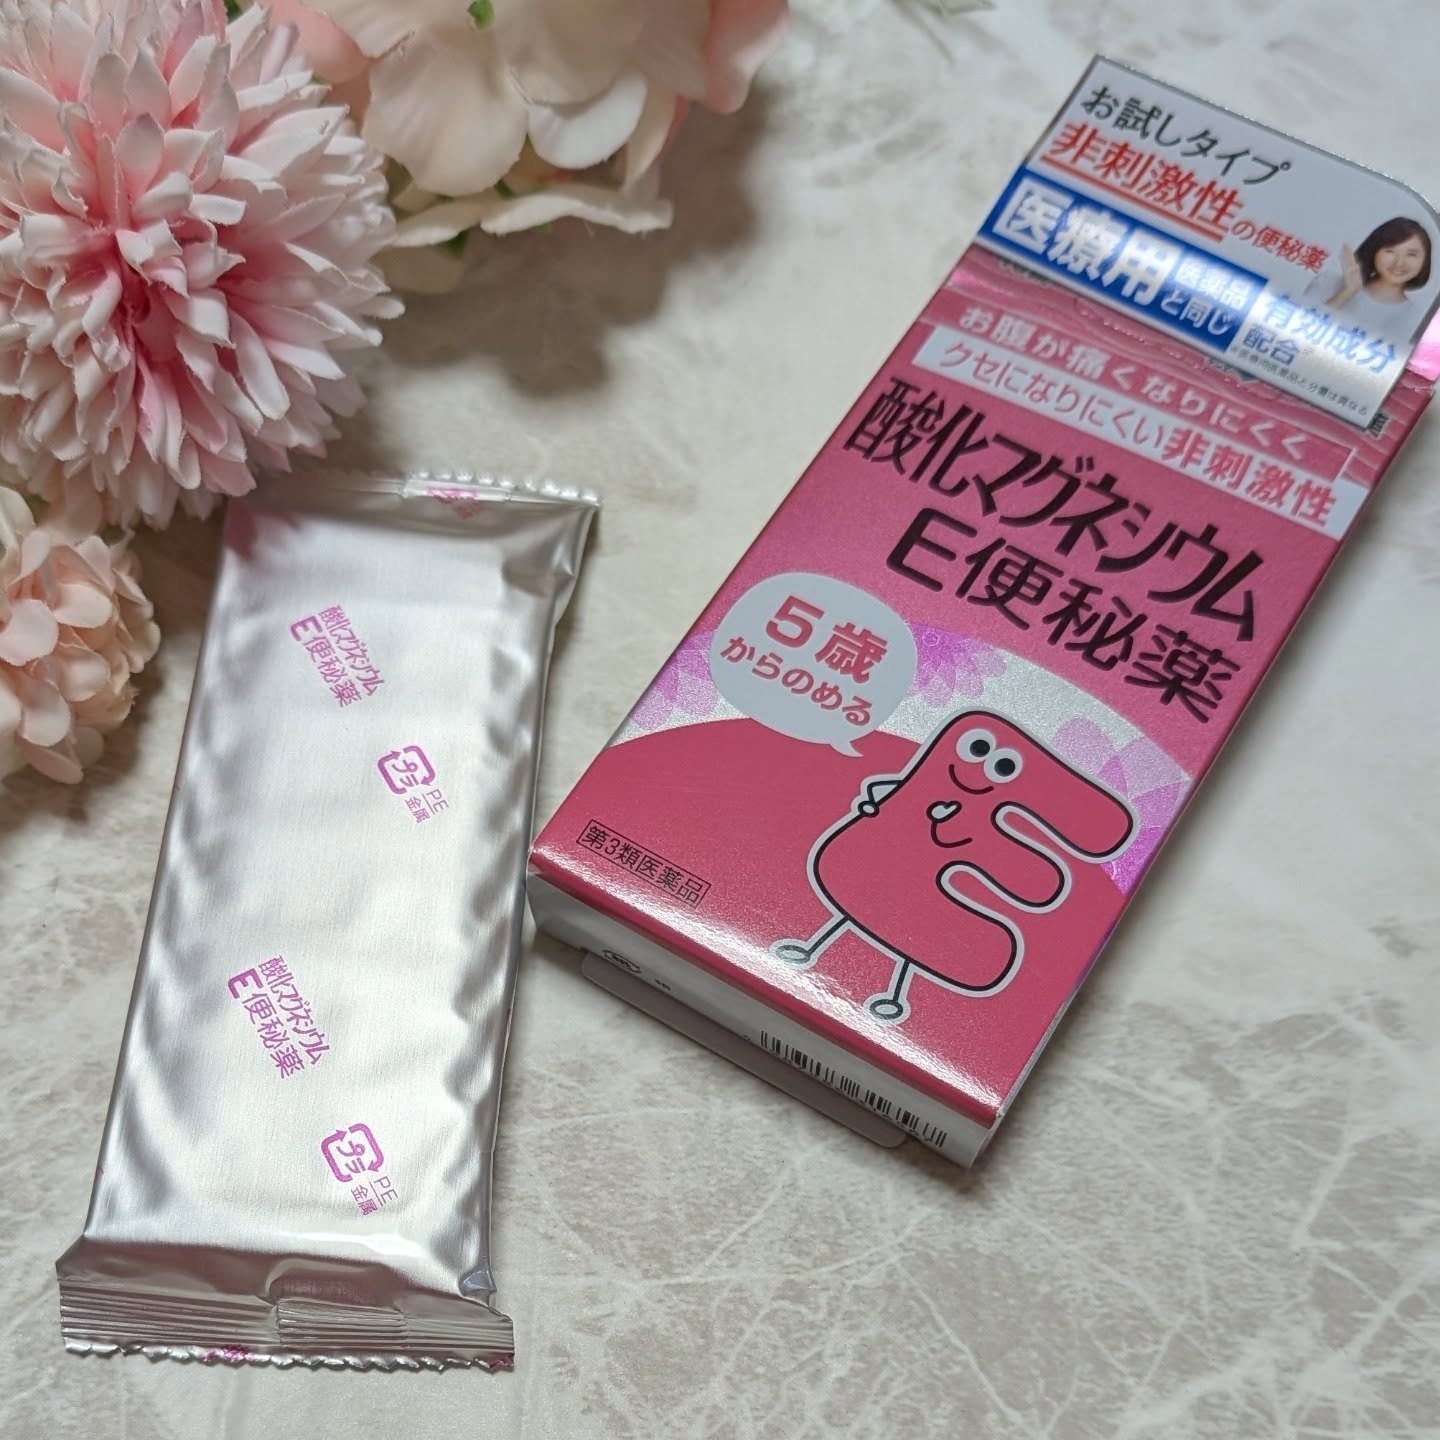 お試しタイプ
非刺激性の便秘薬
医療用医薬品と同じ
有効成分配合
お腹が痛くなりにくく
クセになりにくい非刺激性
酸化マグネシウム
E便秘薬
5歳
からのめる
第3類医薬品
酸化マグネシウム
E便秘薬
プラ
PE
金属
酸化マグネシウム
E便秘薬
プラ
PE
金属